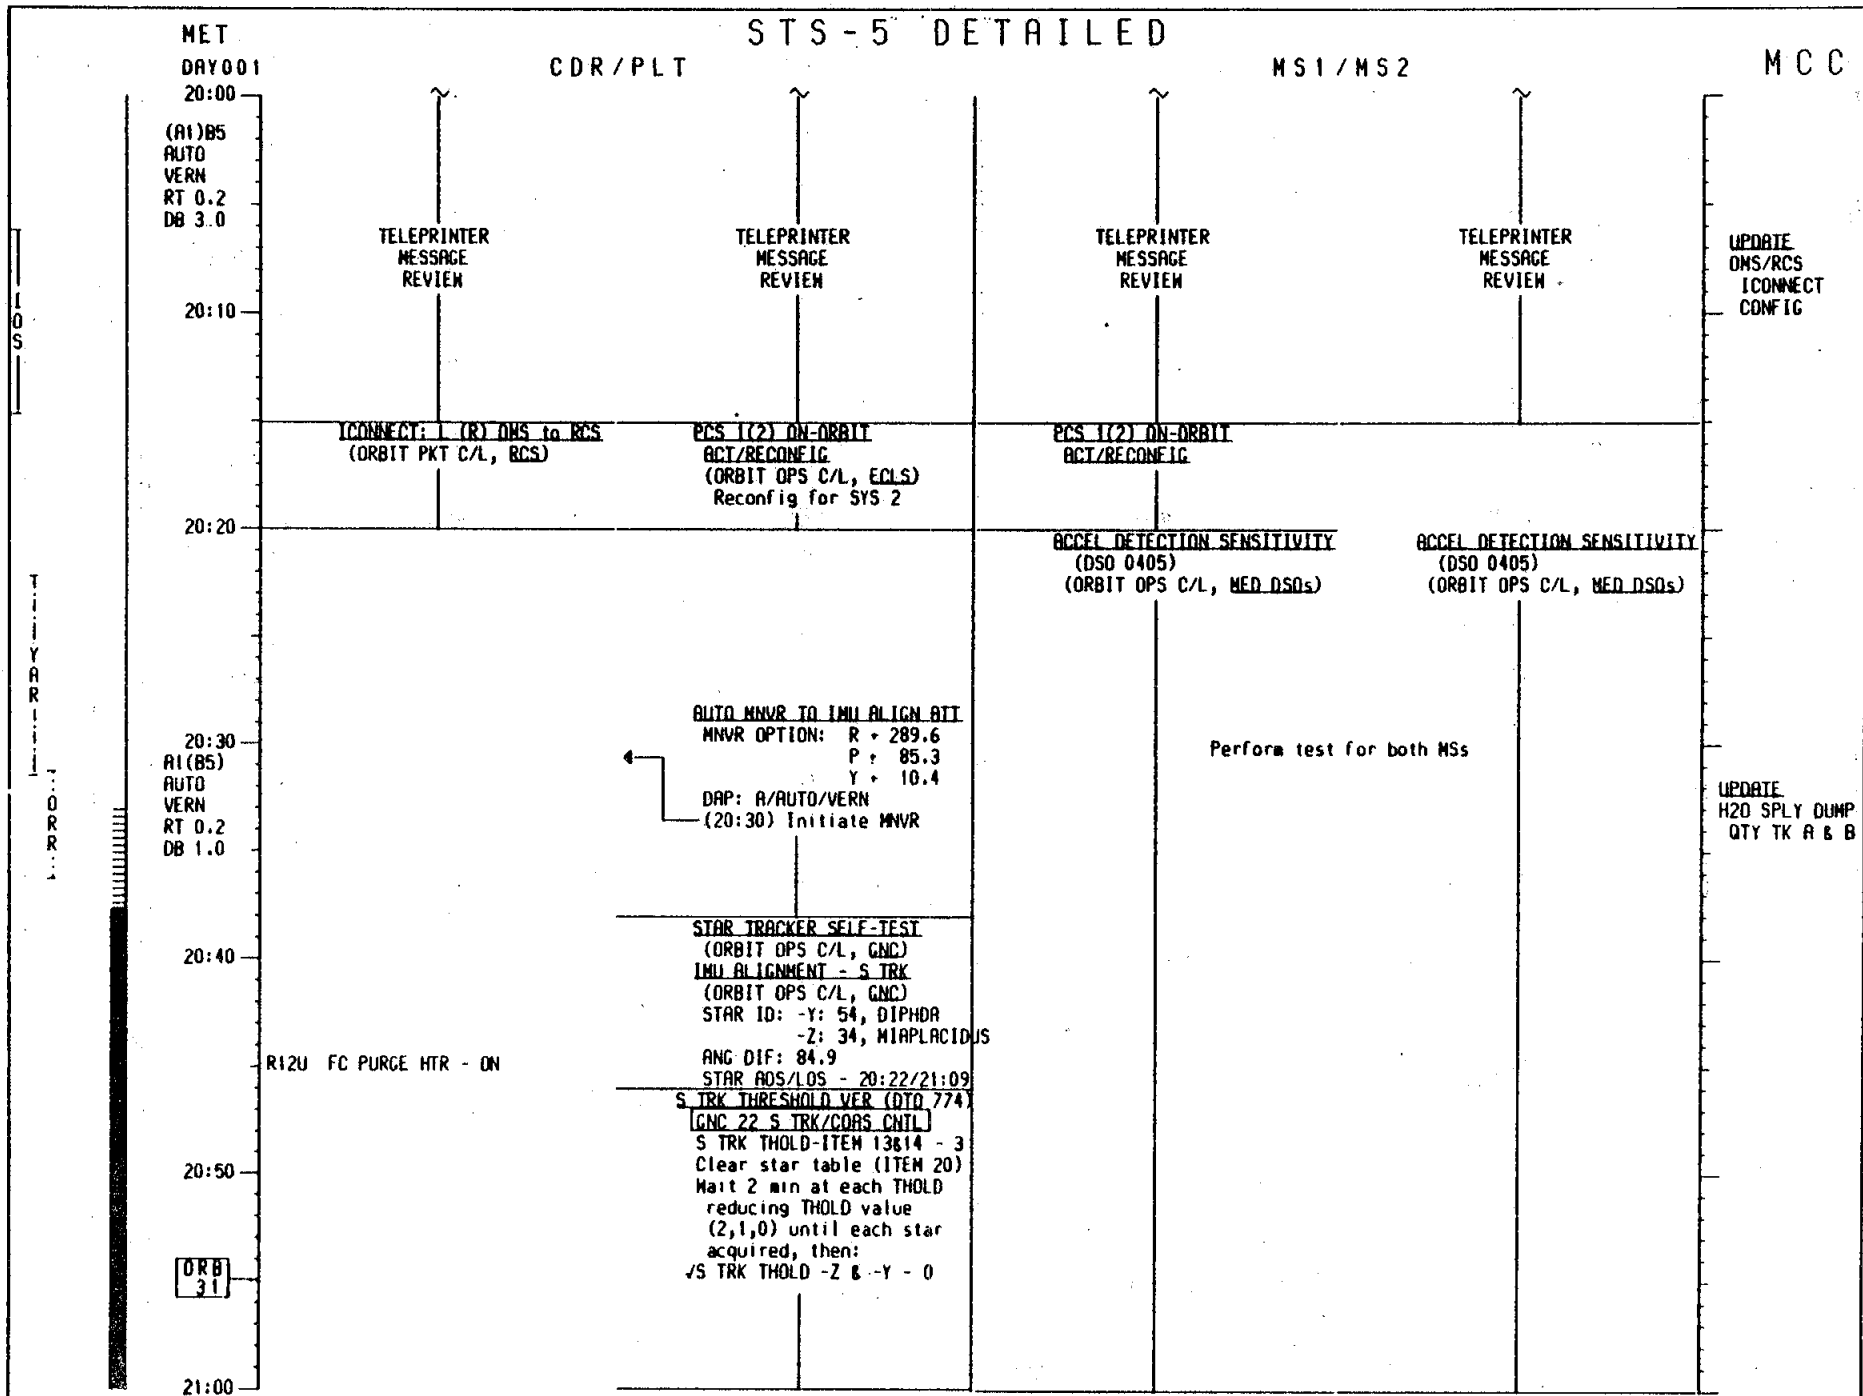 STS-5 DETAILED
MET
DAY001
CDR/PLT
MS1/MS2
MCC
20:00
(A1)B5
AUTO
VERN
RT 0.2
DB 3.0
IOS
TELEPRINTER
MESSAGE
REVIEW
TELEPRINTER
MESSAGE
REVIEW
TELEPRINTER
MESSAGE
REVIEW
TELEPRINTER
MESSAGE
REVIEW
UPDATE
OMS/RCS
ICONNECT
CONFIG
20:10
ICONNECT: L (R) OMS to RCS
(ORBIT PKT C/L, RCS)
PCS 1(2) ON-ORBIT
ACT/RECONFIG
(ORBIT OPS C/L, ECLS)
Reconfig for SYS 2
PCS 1(2) ON-ORBIT
ACT/RECONFIG
20:20
ACCEL DETECTION SENSITIVITY
(DSO 0405)
(ORBIT OPS C/L, MED DSOs)
ACCEL DETECTION SENSITIVITY
(DSO 0405)
(ORBIT OPS C/L, MED DSOs)
YAR
ORR
20:30
A1(B5)
AUTO
VERN
RT 0.2
DB 1.0
AUTO MNVR TO IMU ALIGN ATT
MNVR OPTION: R + 289.6
P + 85.3
Y + 10.4
DAP: A/AUTO/VERN
(20:30) Initiate MNVR
Perform test for both MSs
UPDATE
H2O SPLY DUMP
QTY TK A & B
20:40
STAR TRACKER SELF-TEST
(ORBIT OPS C/L, GNC)
IMU ALIGNMENT - S TRK
(ORBIT OPS C/L, GNC)
STAR ID: -Y: 54, DIPHDA
-Z: 34, MIAPLACIDUS
ANG DIF: 84.9
STAR AOS/LOS - 20:22/21:09
R12U FC PURGE HTR - ON
S TRK THRESHOLD VER (DTO 774)
GNC 22 S TRK/COAS CNTL
S TRK THOLD-ITEM 13&14 - 3
Clear star table (ITEM 20)
Wait 2 min at each THOLD
reducing THOLD value
(2,1,0) until each star
acquired, then:
√S TRK THOLD -Z & -Y - 0
20:50
ORB
31
21:00